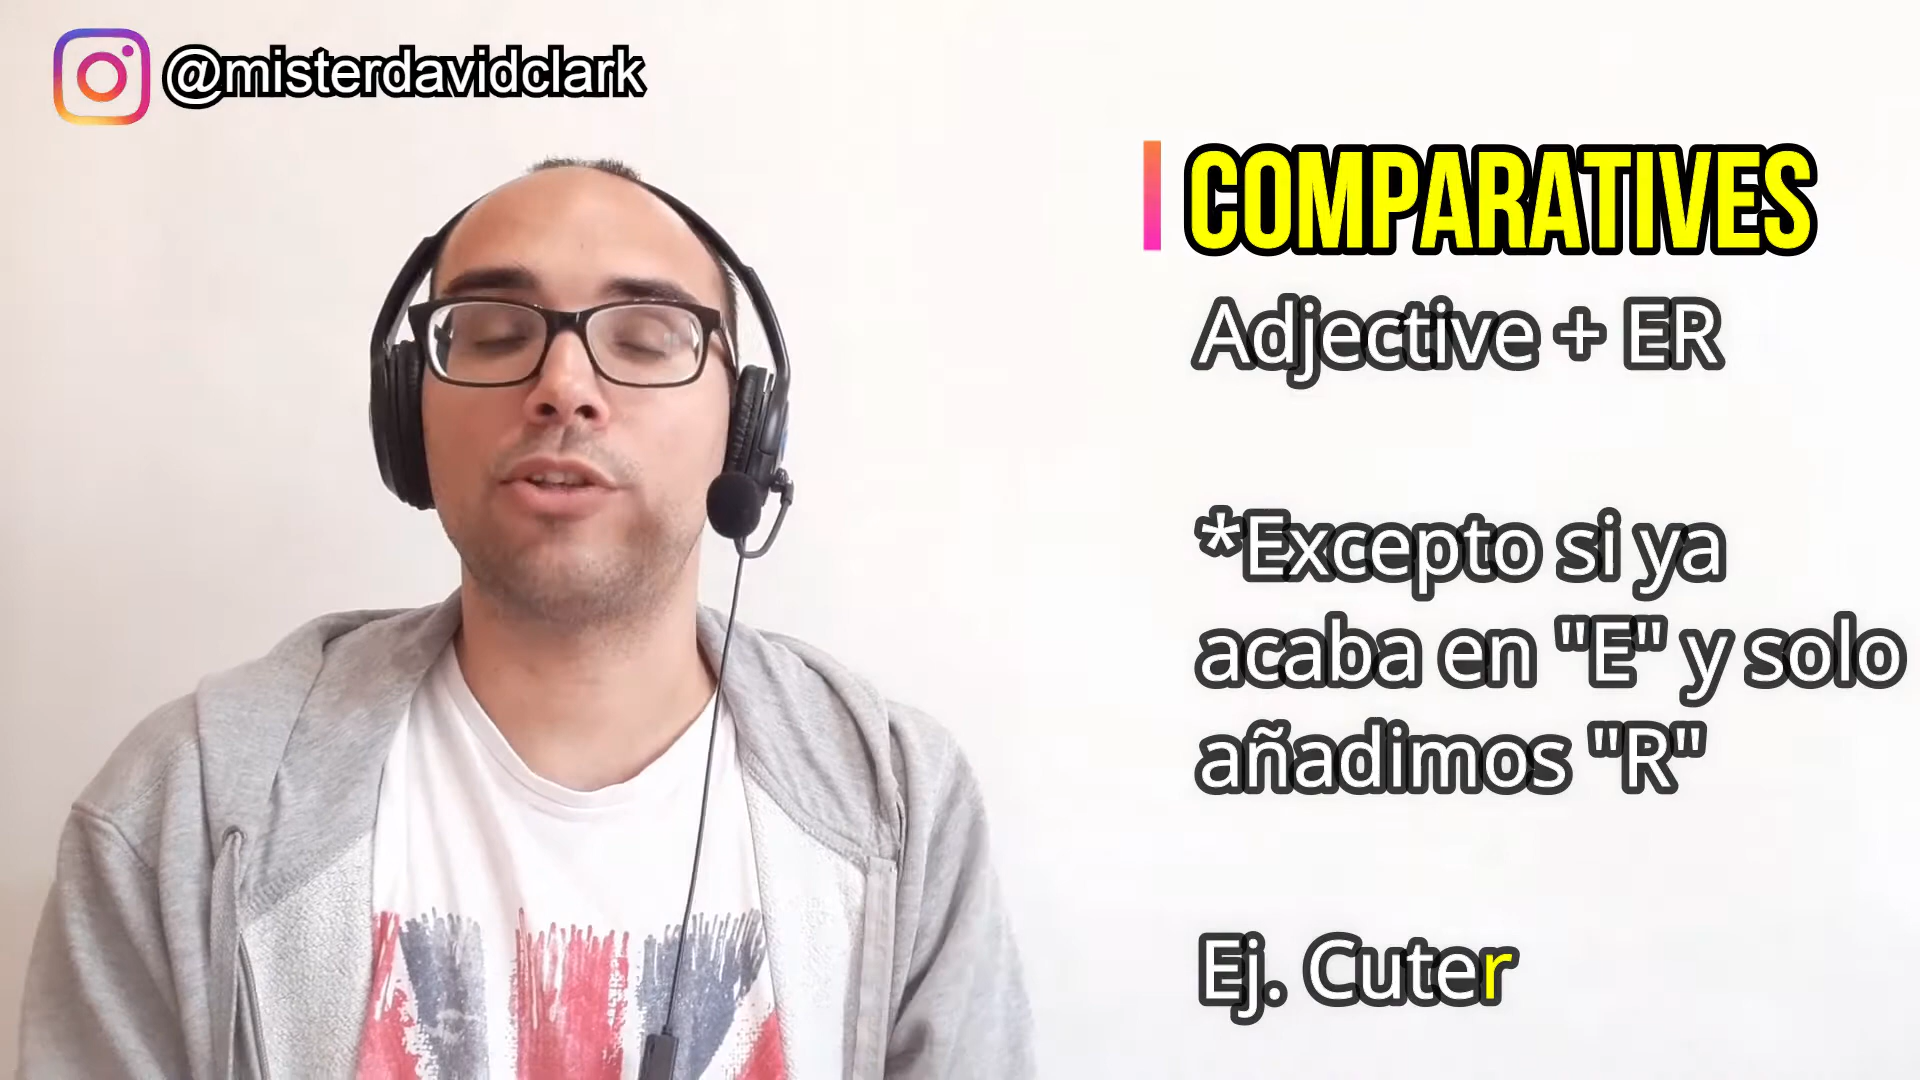 @misterdavidclark
COMPARATIVES
Adjective + ER
*Excepto si ya
acaba en "E" y solo
añadimos "R"
Ej. Cuter